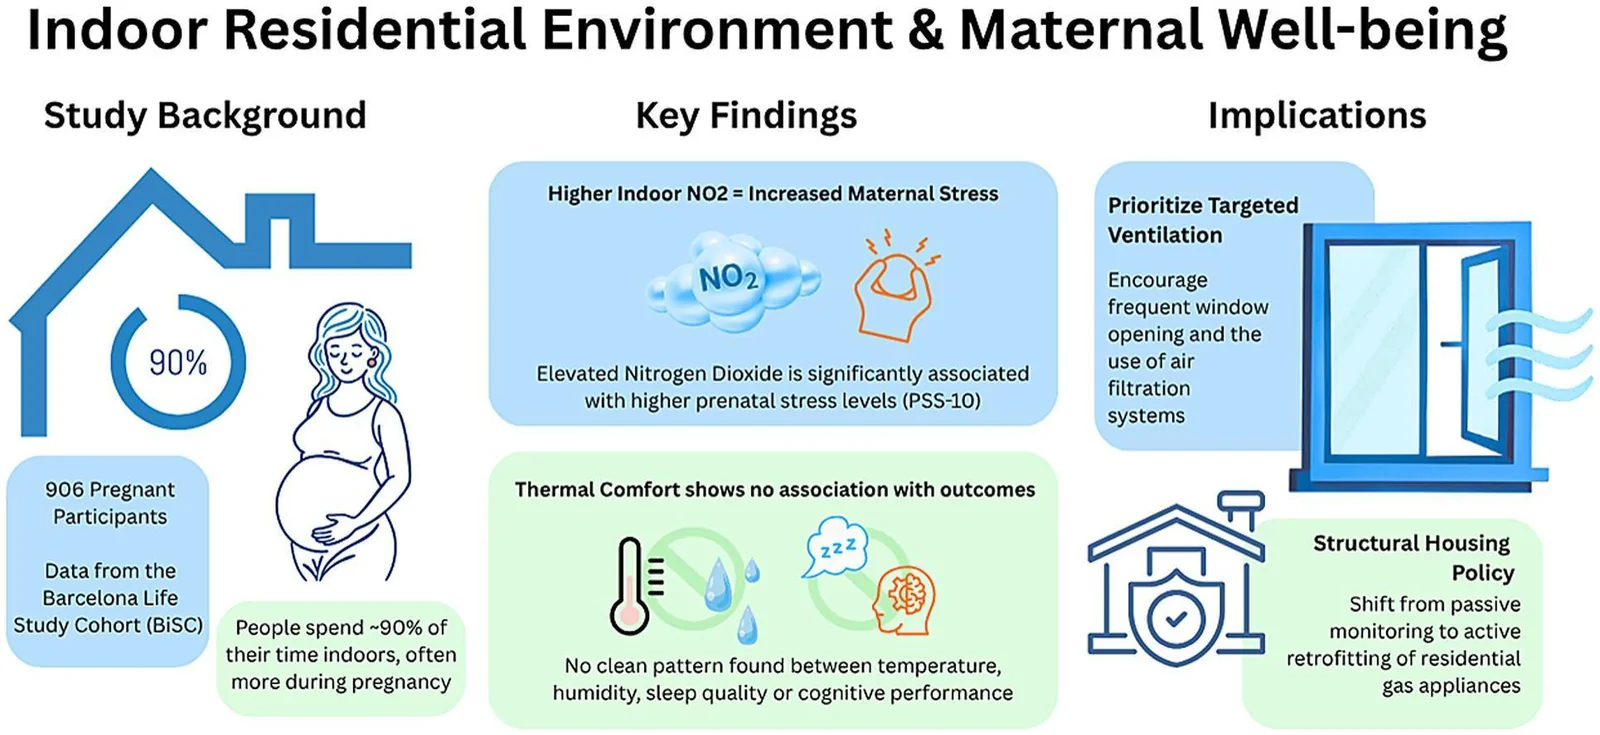 Indoor Residential Environment & Maternal Well-being
Study Background
90%
906 Pregnant
Participants
Data from the
Barcelona Life
Study Cohort (BiSC)
People spend ~90% of
their time indoors, often
more during pregnancy
Key Findings
Higher Indoor NO2 = Increased Maternal Stress
NO₂
Elevated Nitrogen Dioxide is significantly associated
with higher prenatal stress levels (PSS-10)
Thermal Comfort shows no association with outcomes
zzz
No clean pattern found between temperature,
humidity, sleep quality or cognitive performance
Implications
Prioritize Targeted
Ventilation
Encourage
frequent window
opening and the
use of air
filtration
systems
Structural Housing
Policy
Shift from passive
monitoring to active
retrofitting of residential
gas appliances